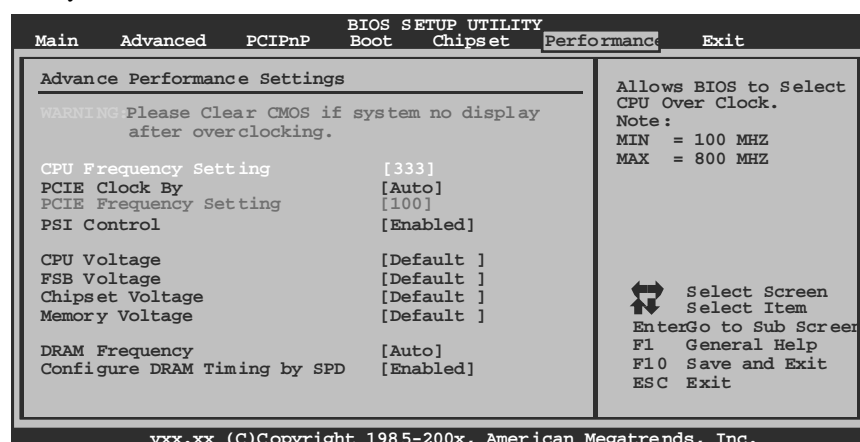 BIOS SETUP UTILITY
Main Advanced PCIPnP Boot Chipset Performance Exit
Advance Performance Settings
WARNING:Please Clear CMOS if system no display
after overclocking.
CPU Frequency Setting [333]
PCIE Clock By [Auto]
PCIE Frequency Setting [100]
PSI Control [Enabled]
CPU Voltage [Default ]
FSB Voltage [Default ]
Chipset Voltage [Default ]
Memory Voltage [Default ]
DRAM Frequency [Auto]
Configure DRAM Timing by SPD [Enabled]
Allows BIOS to Select
CPU Over Clock.
Note:
MIN = 100 MHZ
MAX = 800 MHZ
Select Screen
Select Item
EnterGo to Sub Screen
F1 General Help
F10 Save and Exit
ESC Exit
vxx.xx (C)Copyright 1985-200x, American Megatrends, Inc.